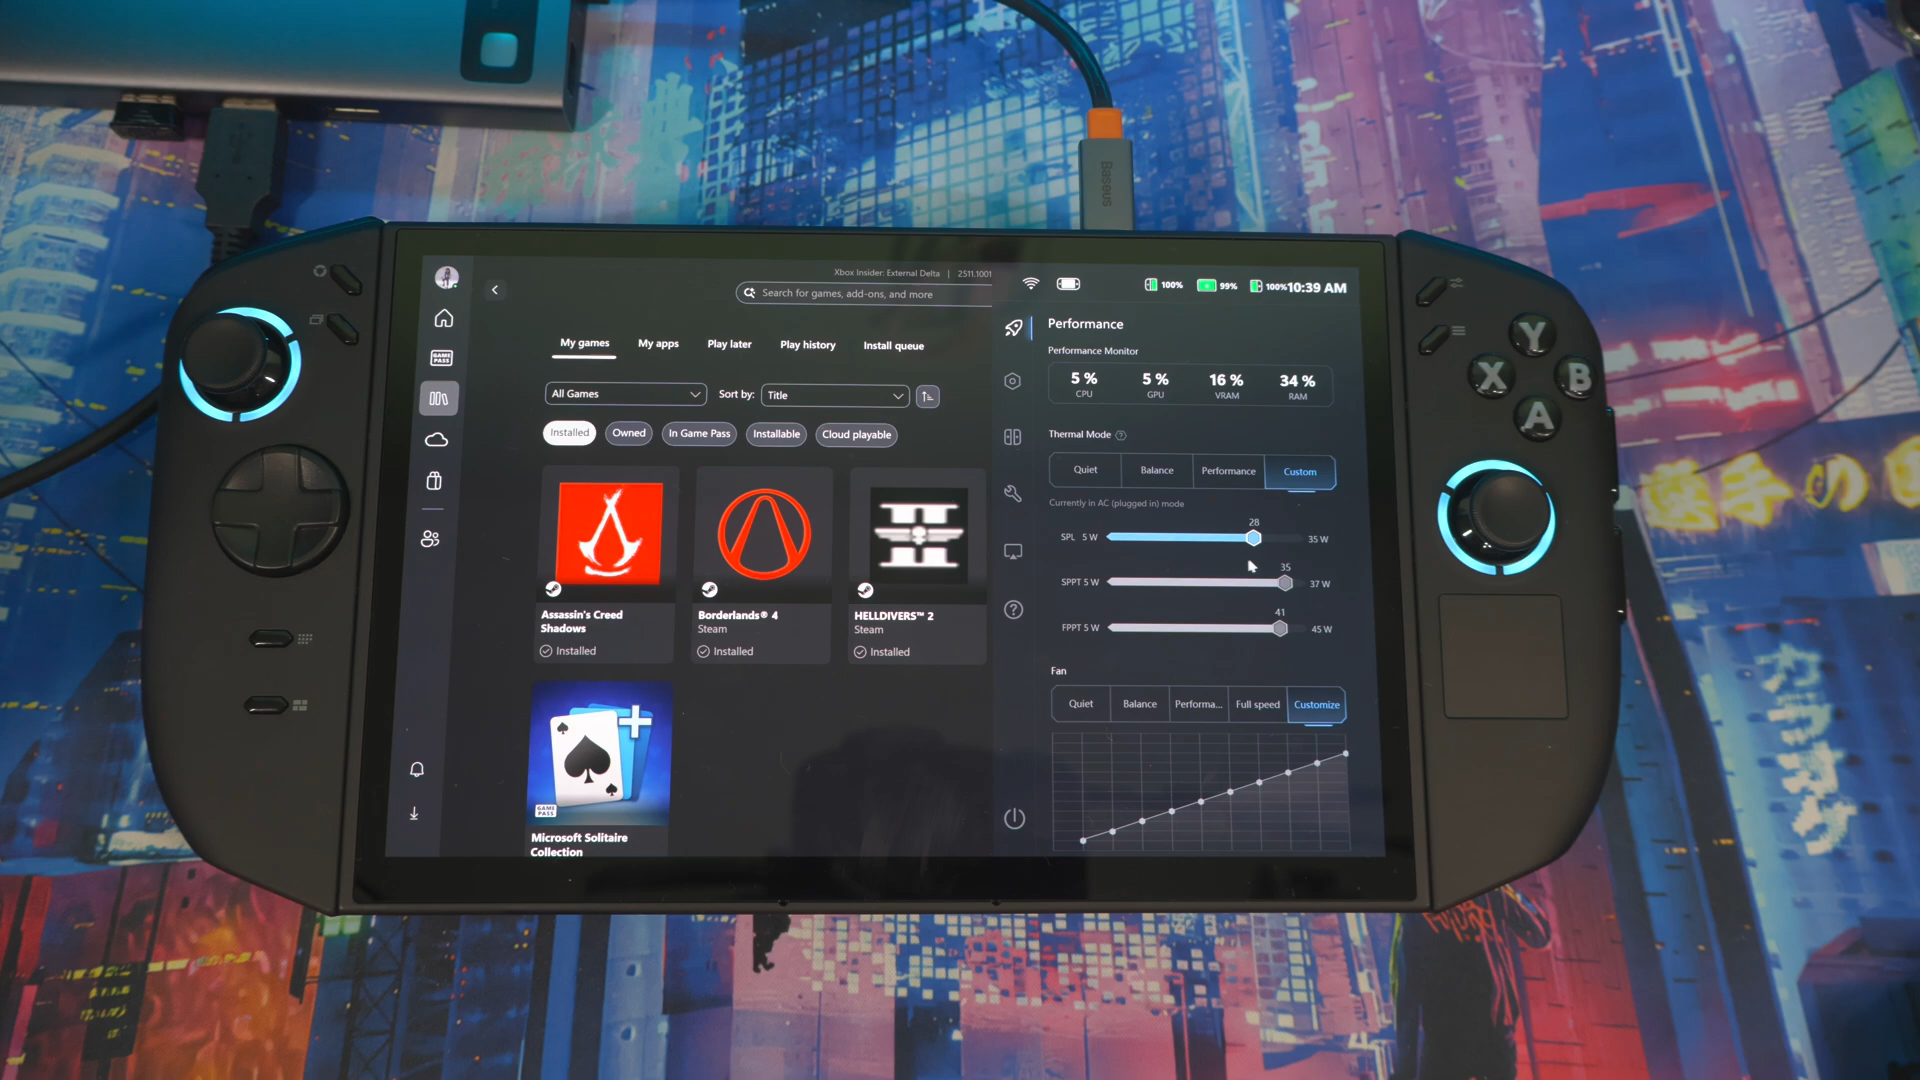 Baseus
Xbox Insider: External Delta | 2511.1001
Search for games, add-ons, and more
100% 99% 100% 10:39 AM
GAME PASS
My games
My apps
Play later
Play history
Install queue
All Games
Sort by:
Title
Installed
Owned
In Game Pass
Installable
Cloud playable
Assassin's Creed
Shadows
Installed
Borderlands® 4
Steam
Installed
HELLDIVERS™ 2
Steam
Installed
GAME PASS
Microsoft Solitaire
Collection
Performance
Performance Monitor
5 % 5 % 16 % 34 %
CPU GPU VRAM RAM
Thermal Mode ?
Quiet Balance Performance Custom
Currently in AC (plugged in) mode
28
SPL 5 W 35 W
35
SPPT 5 W 37 W
41
FPPT 5 W 45 W
Fan
Quiet Balance Performa... Full speed Customize
Y
X
B
A